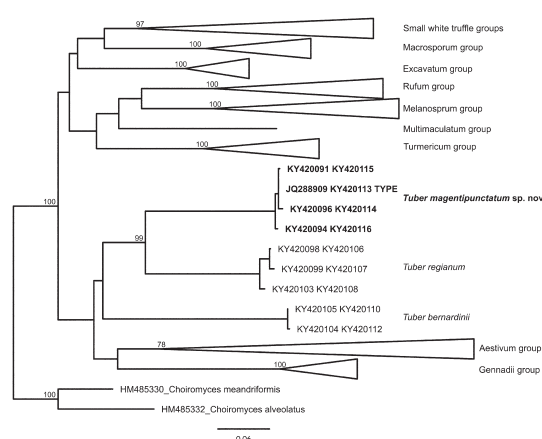 97
Small white truffle groups
100
Macrosporum group
100
Excavatum group
100
Rufum group
100
Melanosprum group
Multimaculatum group
100
Turmericum group
KY420091 KY420115
JQ288909 KY420113 TYPE
Tuber magentipunctatum sp. nov
KY420096 KY420114
100
KY420094 KY420116
99
KY420098 KY420106
KY420099 KY420107
Tuber regianum
KY420103 KY420108
KY420105 KY420110
Tuber bernardinii
KY420104 KY420112
78
Aestivum group
100
Gennadii group
HM485330_Choiromyces meandriformis
100
HM485332_Choiromyces alveolatus